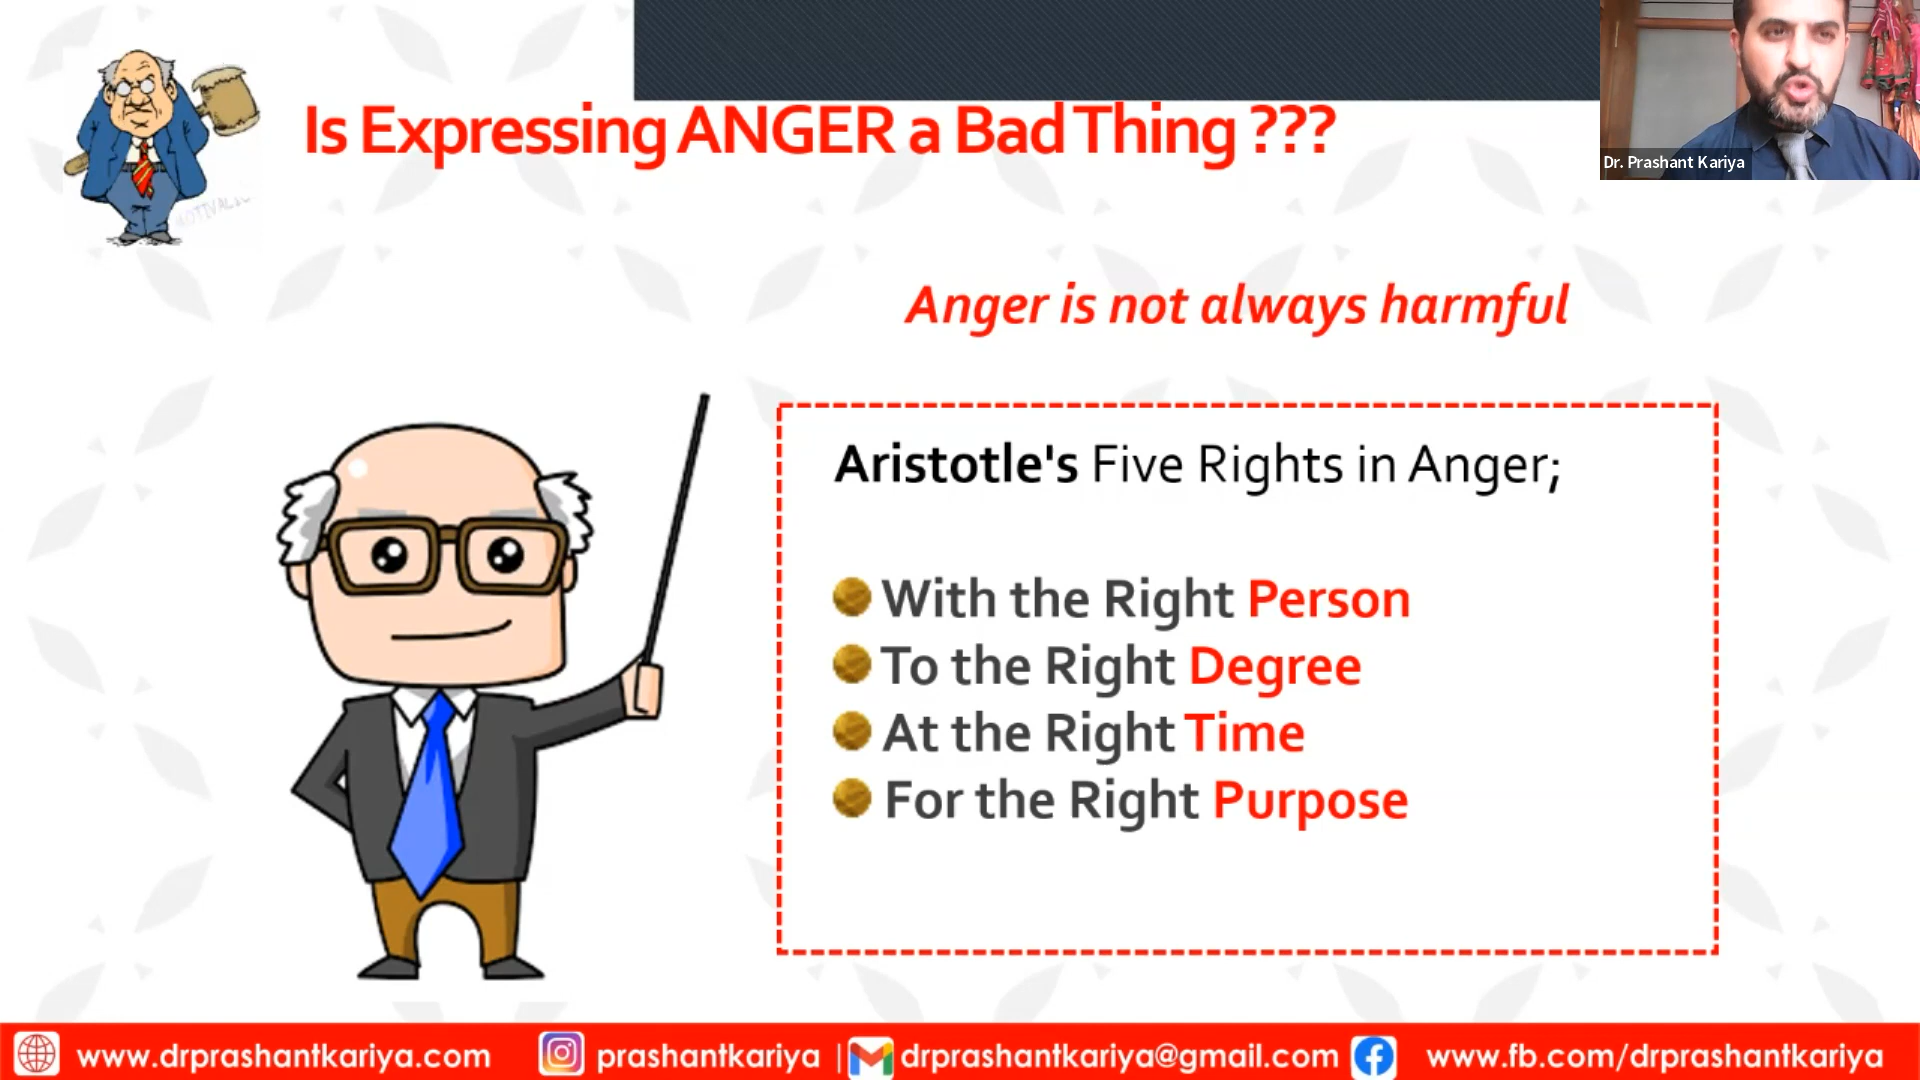 Is Expressing ANGER a Bad Thing ???
Dr. Prashant Kariya
Anger is not always harmful
Aristotle's Five Rights in Anger;
With the Right Person
To the Right Degree
At the Right Time
For the Right Purpose
www.drprashantkariya.com
prashantkariya |
drprashantkariya@gmail.com
www.fb.com/drprashantkariya